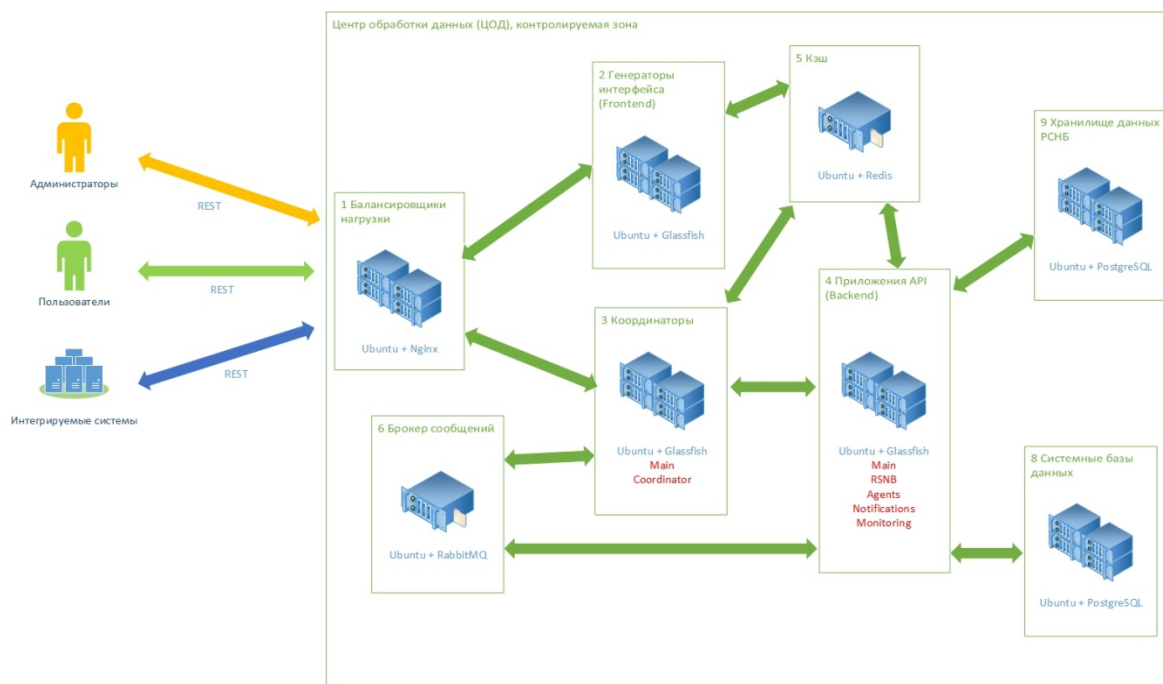 Центр обработки данных (ЦОД), контролируемая зона
Администраторы
REST
Пользователи
REST
Интегрируемые системы
REST
1 Балансировщики
нагрузки
Ubuntu + Nginx
2 Генераторы
интерфейса
(Frontend)
Ubuntu + Glassfish
5 Кэш
Ubuntu + Redis
9 Хранилище данных
РСНБ
Ubuntu + PostgreSQL
3 Координаторы
Ubuntu + Glassfish
Main
Coordinator
4 Приложения API
(Backend)
Ubuntu + Glassfish
Main
RSNB
Agents
Notifications
Monitoring
6 Брокер сообщений
Ubuntu + RabbitMQ
8 Системные базы
данных
Ubuntu + PostgreSQL